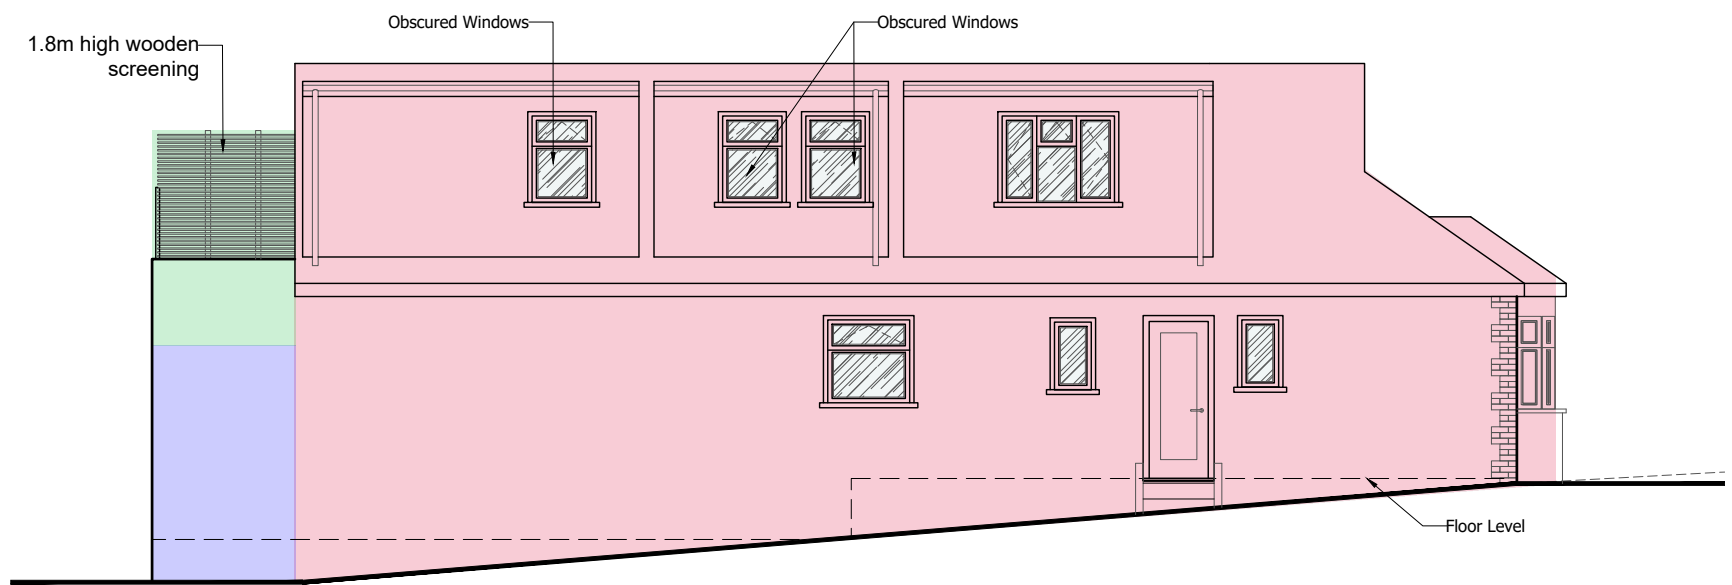 Obscured Windows
Obscured Windows
1.8m high wooden
screening
Floor Level